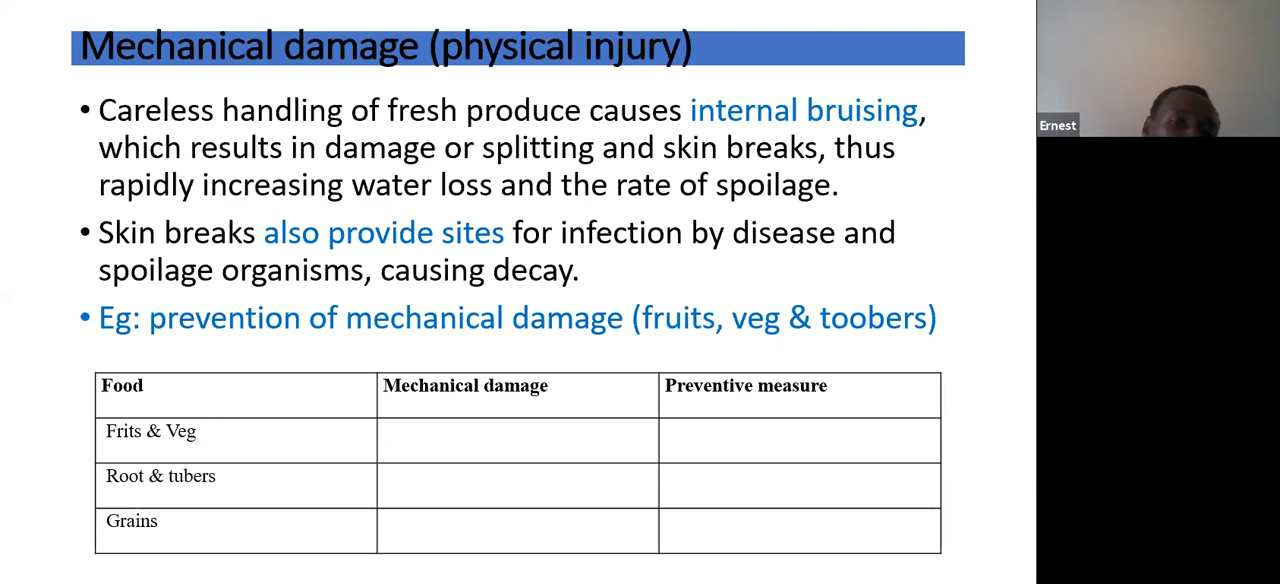 Mechanical damage (physical injury)
• Careless handling of fresh produce causes internal bruising,
which results in damage or splitting and skin breaks, thus
rapidly increasing water loss and the rate of spoilage.
• Skin breaks also provide sites for infection by disease and
spoilage organisms, causing decay.
• Eg: prevention of mechanical damage (fruits, veg & toobers)
Food Mechanical damage Preventive measure
Frits & Veg
Root & tubers
Grains
Ernest